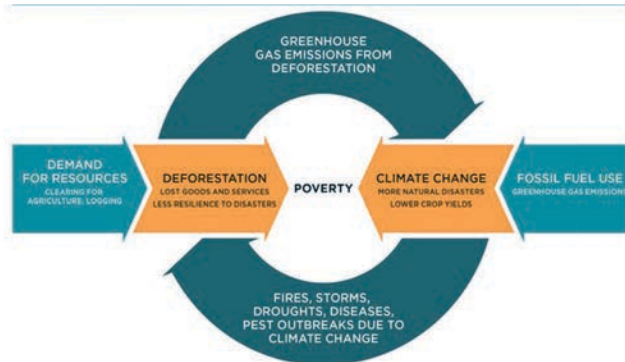 GREENHOUSE
GAS EMISSIONS FROM
DEFORESTATION
DEMAND
FOR RESOURCES
CLEARING FOR
AGRICULTURE, LOGGING
DEFORESTATION
LOST GOODS AND SERVICES
LESS RESILIENCE TO DISASTERS
POVERTY
CLIMATE CHANGE
MORE NATURAL DISASTERS
LOWER CROP YIELDS
FOSSIL FUEL USE
GREENHOUSE GAS EMISSIONS
FIRES, STORMS,
DROUGHTS, DISEASES,
PEST OUTBREAKS DUE TO
CLIMATE CHANGE